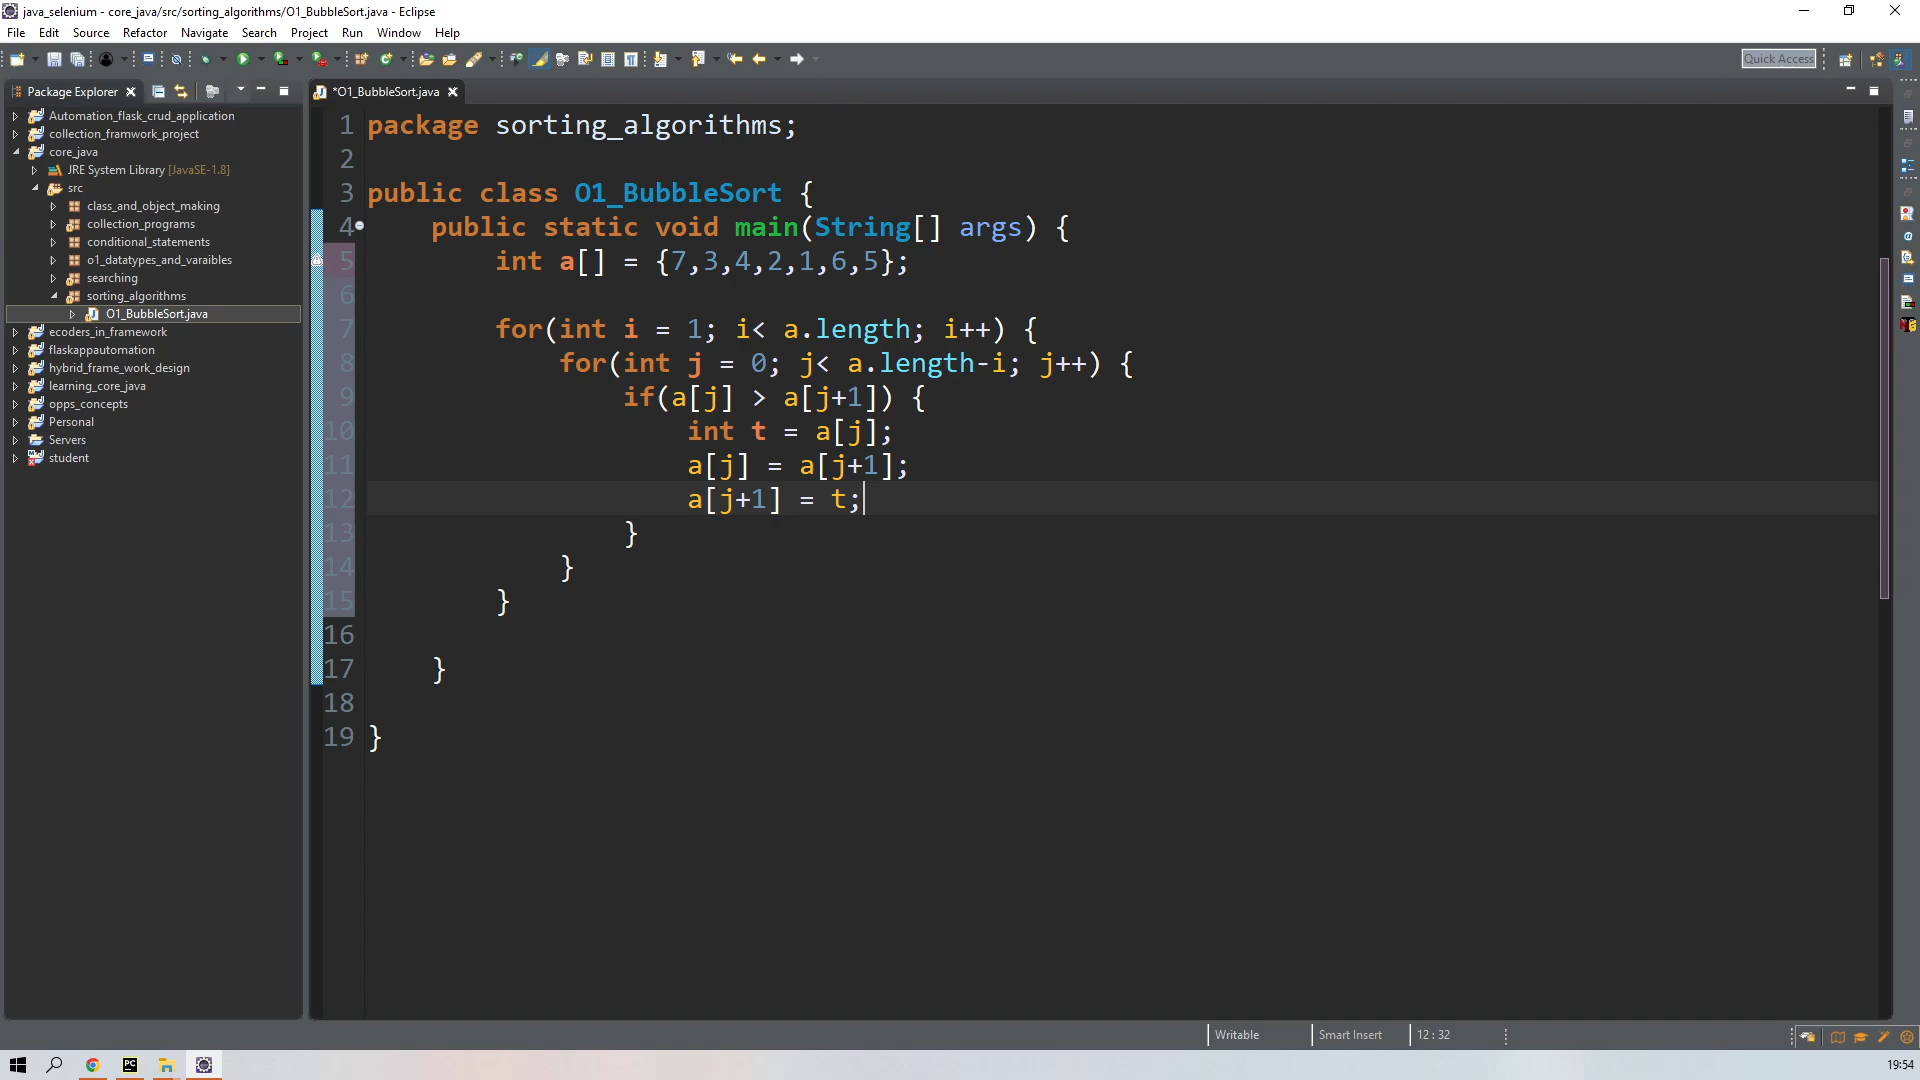 java_selenium - core_java/src/sorting_algorithms/O1_BubbleSort.java - Eclipse
File Edit Source Refactor Navigate Search Project Run Window Help
Quick Access
Package Explorer
*O1_BubbleSort.java
Automation_flask_crud_application
collection_framwork_project
core_java
JRE System Library [JavaSE-1.8]
src
class_and_object_making
collection_programs
conditional_statements
o1_datatypes_and_varaibles
searching
sorting_algorithms
O1_BubbleSort.java
ecoders_in_framework
flaskappautomation
hybrid_frame_work_design
learning_core_java
opps_concepts
Personal
Servers
student
1 package sorting_algorithms;
2
3 public class O1_BubbleSort {
4 public static void main(String[] args) {
5 int a[] = {7,3,4,2,1,6,5};
6
7 for(int i = 1; i< a.length; i++) {
8 for(int j = 0; j< a.length-i; j++) {
9 if(a[j] > a[j+1]) {
10 int t = a[j];
11 a[j] = a[j+1];
12 a[j+1] = t;
13 }
14 }
15 }
16
17 }
18
19 }
Writable Smart Insert 12 : 32
PC
19:54